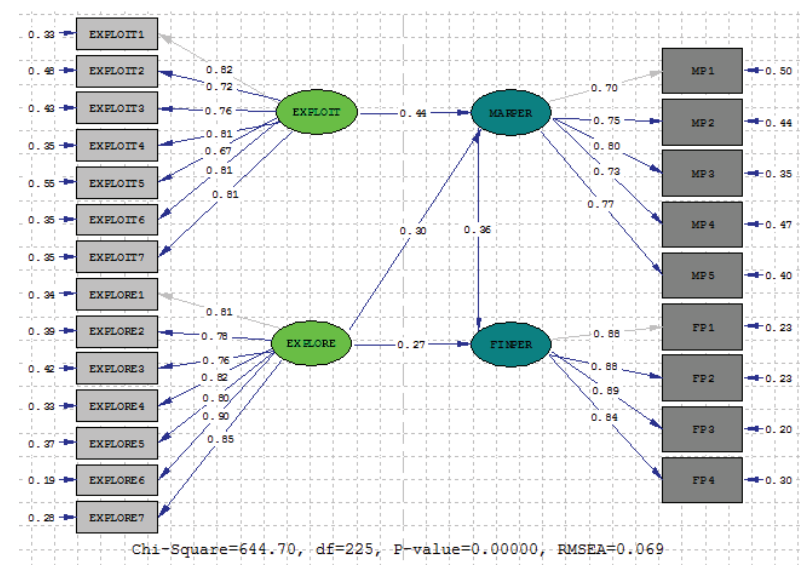 0.33 EXPLOIT1
0.48 EXPLOIT2
0.43 EXPLOIT3
0.35 EXPLOIT4
0.55 EXPLOIT5
0.35 EXPLOIT6
0.35 EXPLOIT7
0.34 EXPLORE1
0.39 EXPLORE2
0.42 EXPLORE3
0.33 EXPLORE4
0.37 EXPLORE5
0.19 EXPLORE6
0.28 EXPLORE7
0.82
0.72
0.76
0.81
0.67
0.81
0.81
0.81
0.78
0.76
0.82
0.80
0.90
0.85
EXPLOIT
EXPLORE
0.44
0.30
0.36
0.27
MARPER
FINPER
0.70
0.75
0.80
0.73
0.77
0.88
0.88
0.89
0.84
MP1 0.50
MP2 0.44
MP3 0.35
MP4 0.47
MP5 0.40
FP1 0.23
FP2 0.23
FP3 0.20
FP4 0.30
Chi-Square=644.70, df=225, P-value=0.00000, RMSEA=0.069